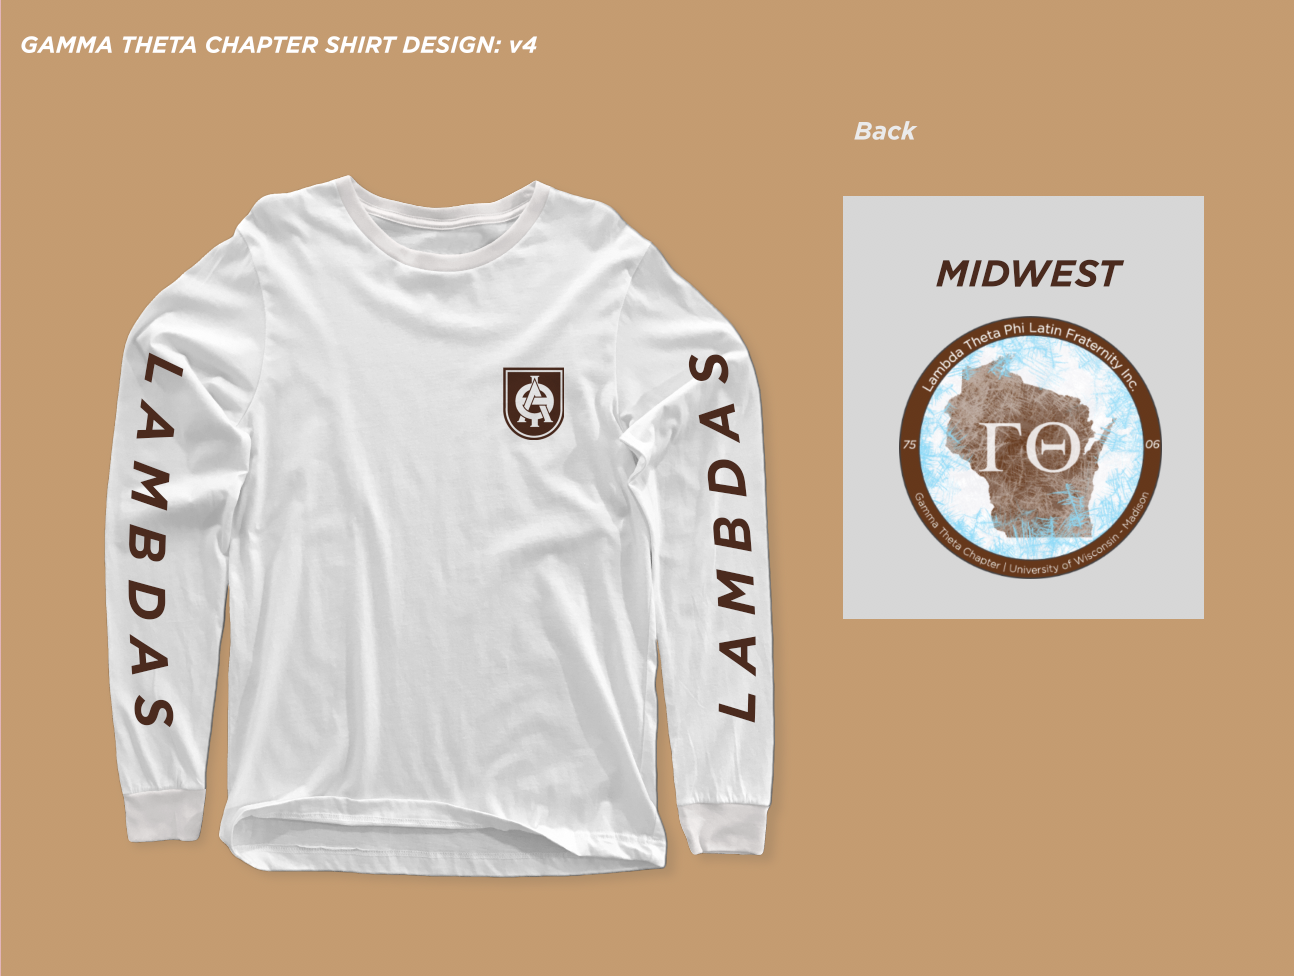 GAMMA THETA CHAPTER SHIRT DESIGN: v4
Back
LAMBDAS
LAMBDAS
MIDWEST
Lambda Theta Phi Latin Fraternity Inc.
75
ΓΘ
06
Gamma Theta Chapter | University of Wisconsin - Madison